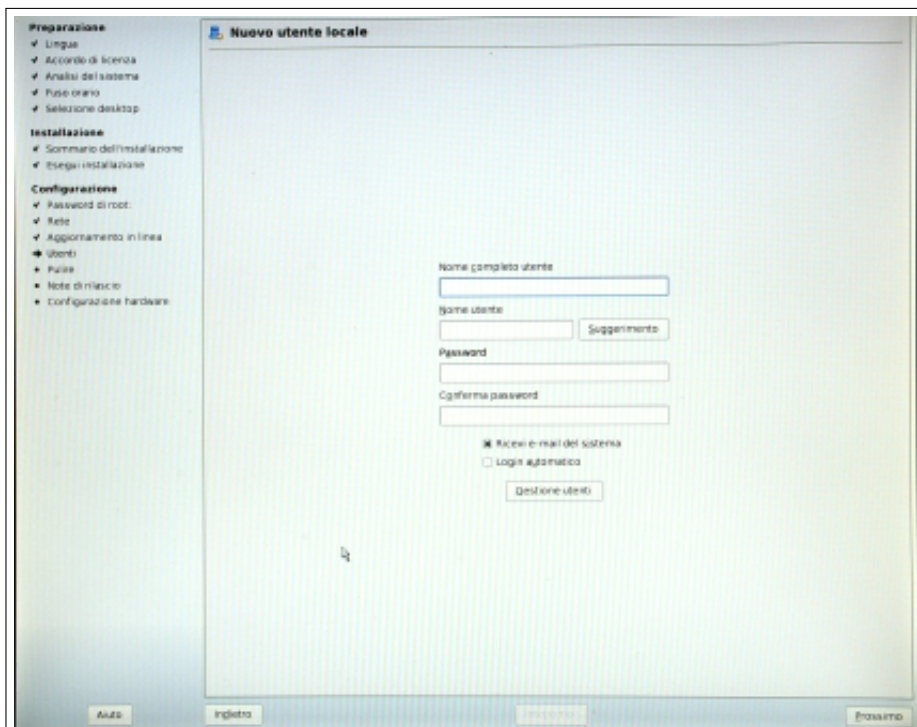 Preparazione
Lingue
Accordo di licenza
Analisi del sistema
Fuso orario
Selezione desktop
Installazione
Sommario dell'installazione
Esegui installazione
Configurazione
Password di root
Rete
Aggiornamento in linea
Utenti
Pulire
Note di rilascio
Configurazione hardware
Nuovo utente locale
Nome completo utente
Nome utente
Suggerimento
Password
Conferma password
Ricevi e-mail del sistema
Login automatico
Gestione utenti
Aiuto
Indietro
Prossimo